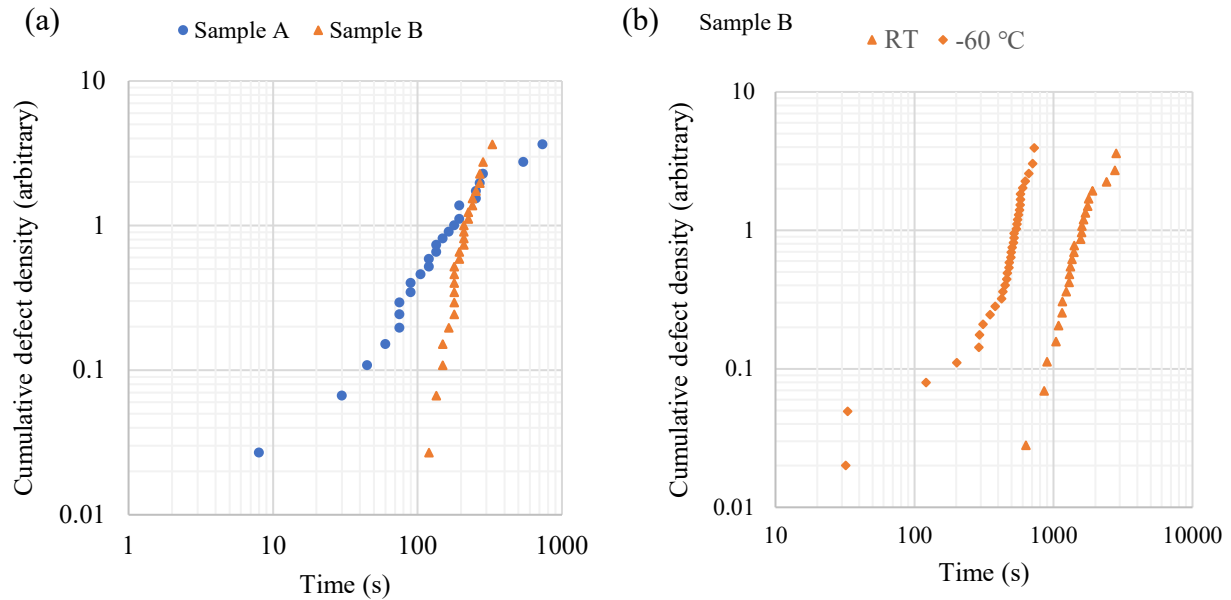 (a)
Sample A Sample B
Cumulative defect density (arbitrary)
10
1
0.1
0.01
1 10 100 1000
Time (s)
(b)
Sample B
RT -60 ℃
Cumulative defect density (arbitrary)
10
1
0.1
0.01
10 100 1000 10000
Time (s)